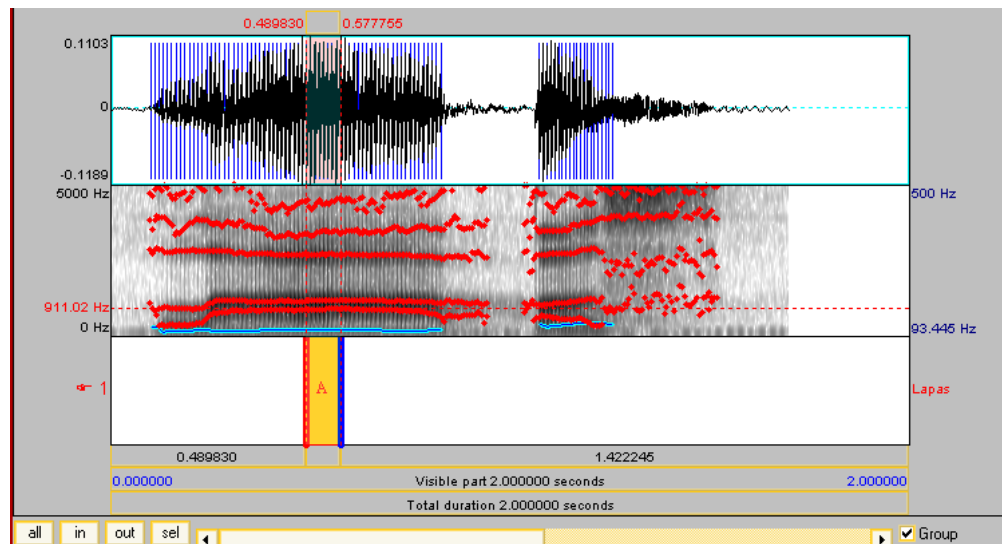 0.489830 0.577755
0.1103
0
-0.1189
5000 Hz 500 Hz
911.02 Hz
0 Hz 93.445 Hz
1 A Lapas
0.489830 1.422245
0.000000 Visible part 2.000000 seconds 2.000000
Total duration 2.000000 seconds
all in out sel Group